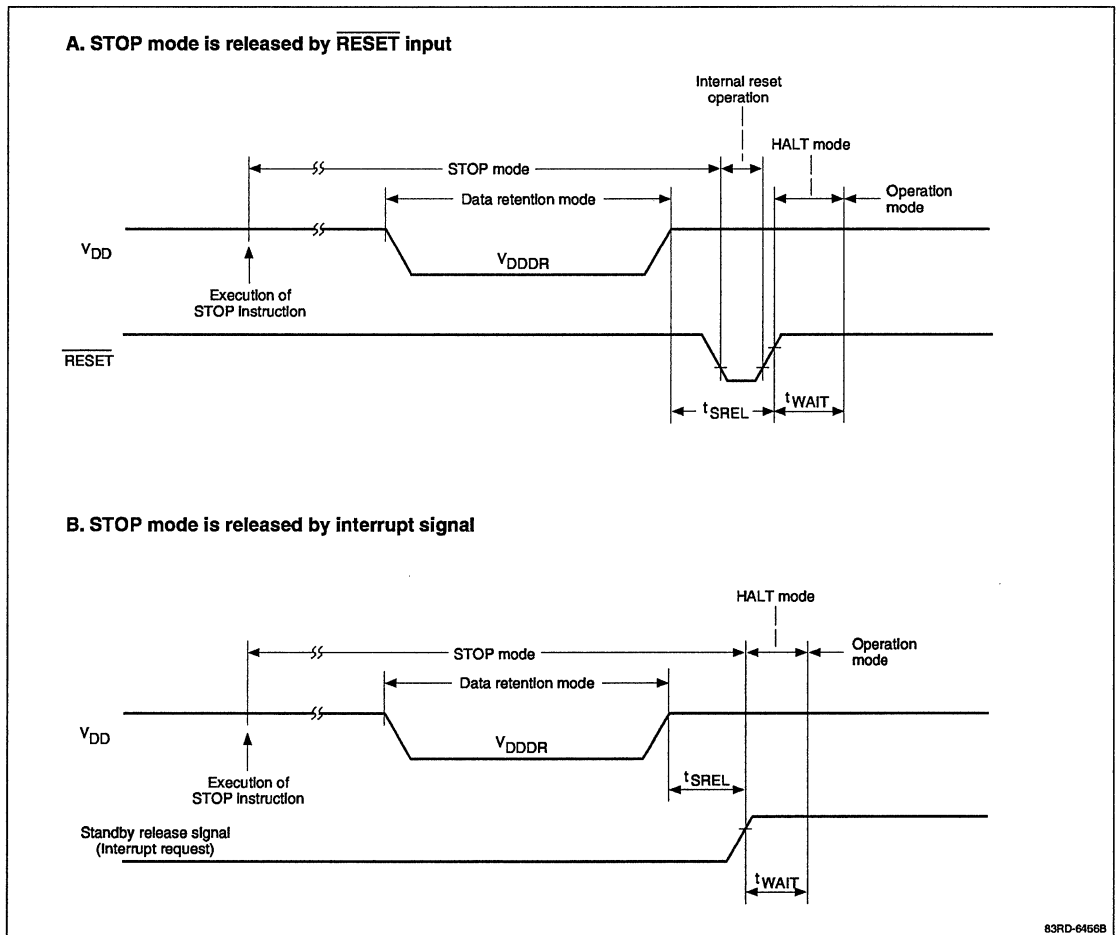 A. STOP mode is released by RESET input
Internal reset
operation
HALT mode
STOP mode
Data retention mode
Operation
mode
VDD
VDDDR
Execution of
STOP instruction
RESET
tSREL
tWAIT
B. STOP mode is released by interrupt signal
HALT mode
STOP mode
Operation
mode
Data retention mode
VDD
VDDDR
tSREL
Execution of
STOP instruction
Standby release signal
(Interrupt request)
tWAIT
83RD-6456B